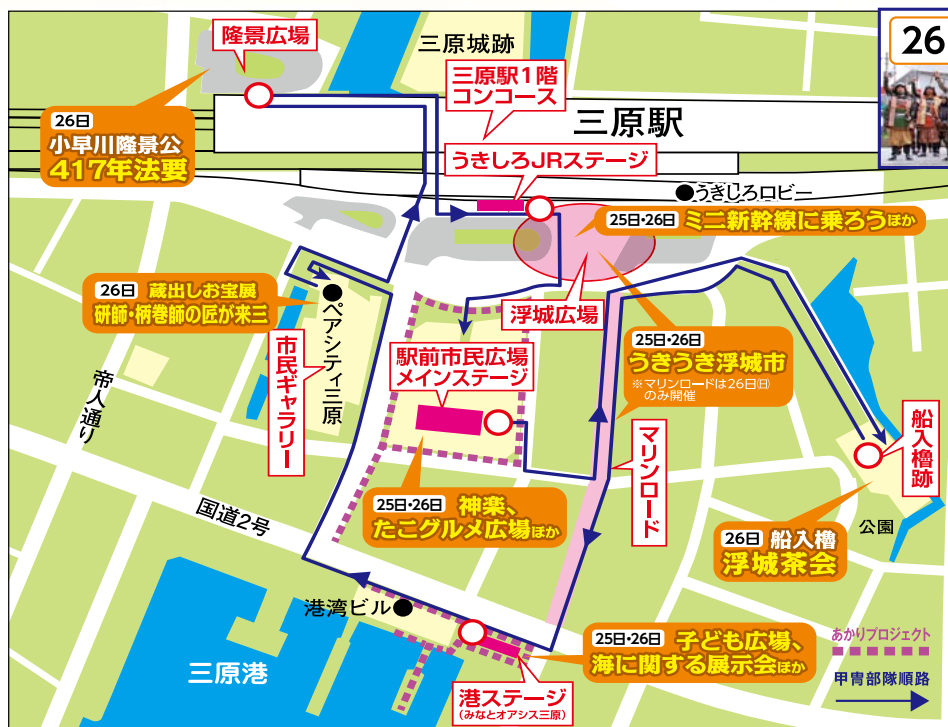 隆景広場
三原城跡
26
三原駅1階
コンコース
三原駅
26日
小早川隆景公
417年法要
うきしろJRステージ
うきしろロビー
25日・26日 ミニ新幹線に乗ろうほか
26日 蔵出しお宝展
研師・柄巻師の匠が来三
ペアシティ三原
浮城広場
25日・26日
うきうき浮城市
※マリンロードは26日㈰
のみ開催
駅前市民広場
メインステージ
市民ギャラリー
帝人通り
マリンロード
船入櫓跡
25日・26日 神楽、
たこグルメ広場ほか
国道2号
公園
26日 船入櫓
浮城茶会
港湾ビル
25日・26日 子ども広場、
海に関する展示会ほか
あかりプロジェクト
甲冑部隊順路
三原港
港ステージ
(みなとオアシス三原)